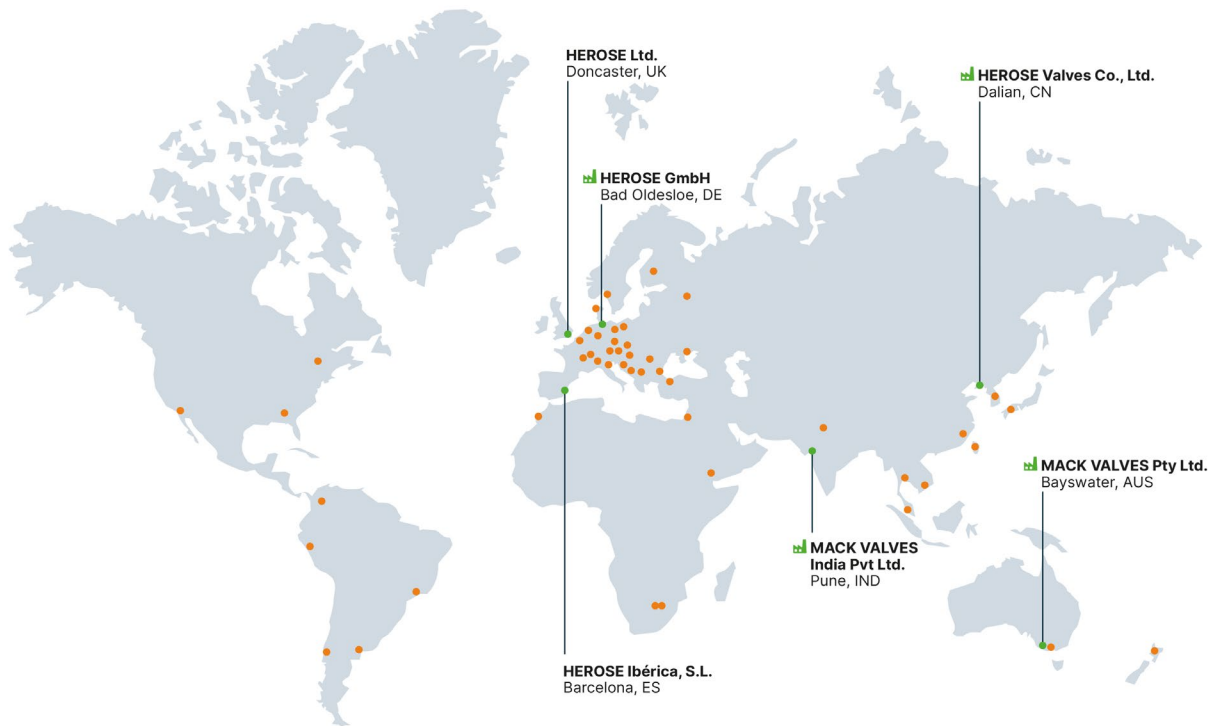 HEROSE Ltd.
Doncaster, UK
HEROSE Valves Co., Ltd.
Dalian, CN
HEROSE GmbH
Bad Oldesloe, DE
MACK VALVES Pty Ltd.
Bayswater, AUS
MACK VALVES
India Pvt Ltd.
Pune, IND
HEROSE Ibérica, S.L.
Barcelona, ES